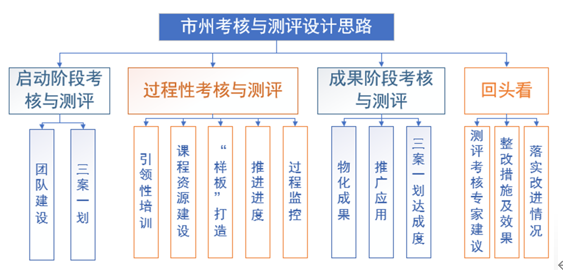 市州考核与测评设计思路
启动阶段考
核与测评
过程性考核与测评
成果阶段考核
与测评
回头看
团队建设
三案一划
引领性培训
课程资源建设
“样板”打造
推进进度
过程监控
物化成果
推广应用
三案一划达成度
测评考核专家建议
整改措施及效果
落实改进情况